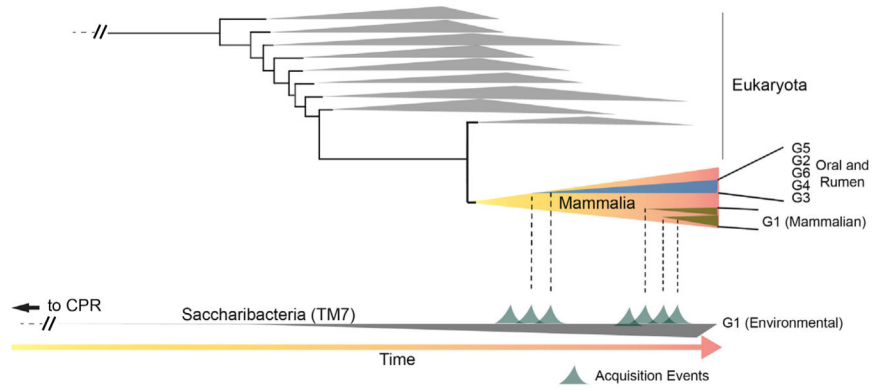 Eukaryota
G5
G2
G6
G4
G3
Oral and
Rumen
Mammalia
G1 (Mammalian)
to CPR
Saccharibacteria (TM7)
G1 (Environmental)
Time
Acquisition Events